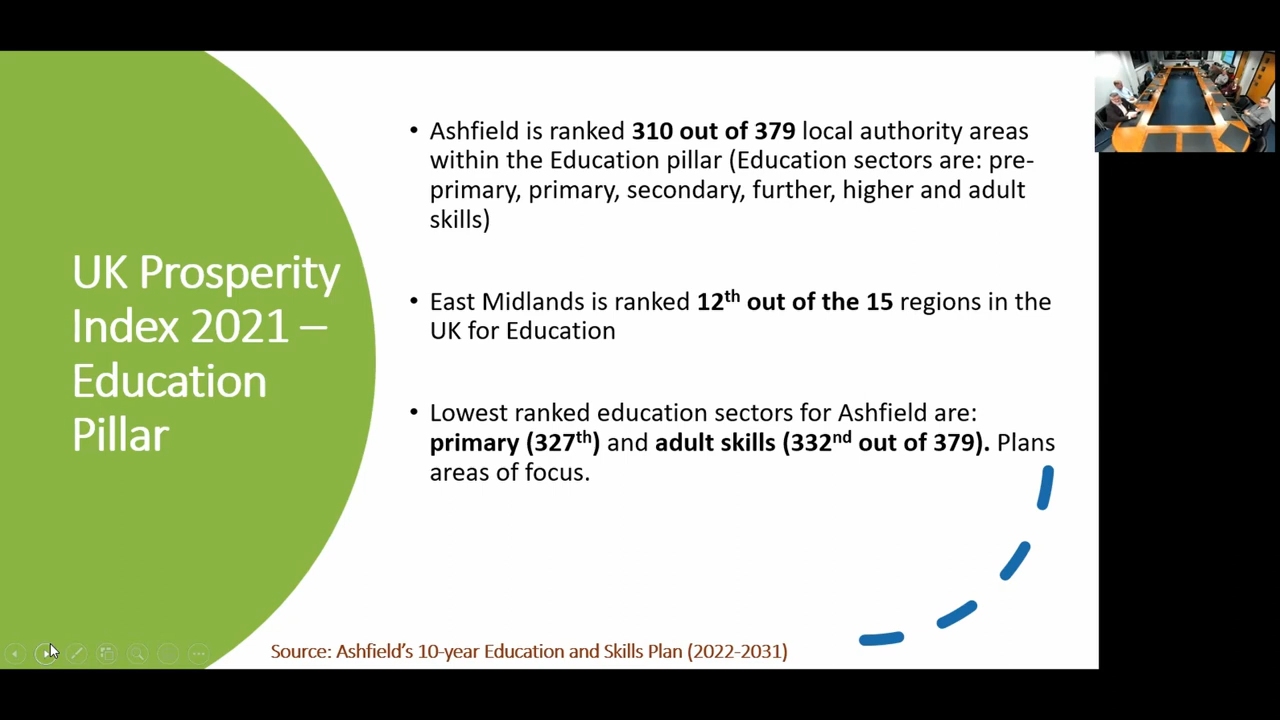 UK Prosperity
Index 2021 –
Education
Pillar
• Ashfield is ranked 310 out of 379 local authority areas
within the Education pillar (Education sectors are: pre-
primary, primary, secondary, further, higher and adult
skills)
• East Midlands is ranked 12th out of the 15 regions in the
UK for Education
• Lowest ranked education sectors for Ashfield are:
primary (327th) and adult skills (332nd out of 379). Plans
areas of focus.
Source: Ashfield’s 10-year Education and Skills Plan (2022-2031)